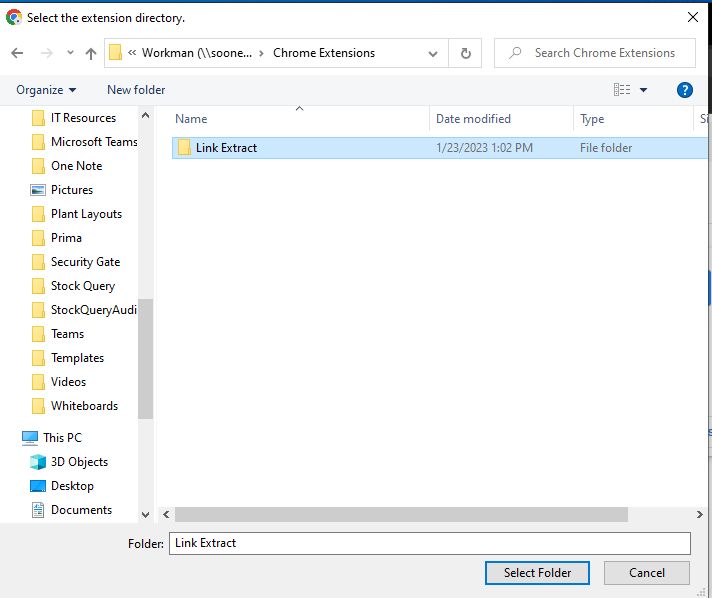 Select the extension directory.
« Workman (\\soone... › Chrome Extensions
Search Chrome Extensions
Organize
New folder
?
IT Resources
Microsoft Teams
One Note
Pictures
Plant Layouts
Prima
Security Gate
Stock Query
StockQueryAudi
Teams
Templates
Videos
Whiteboards
This PC
3D Objects
Desktop
Documents
Name Date modified Type Si
Link Extract 1/23/2023 1:02 PM File folder
Folder: Link Extract
Select Folder Cancel